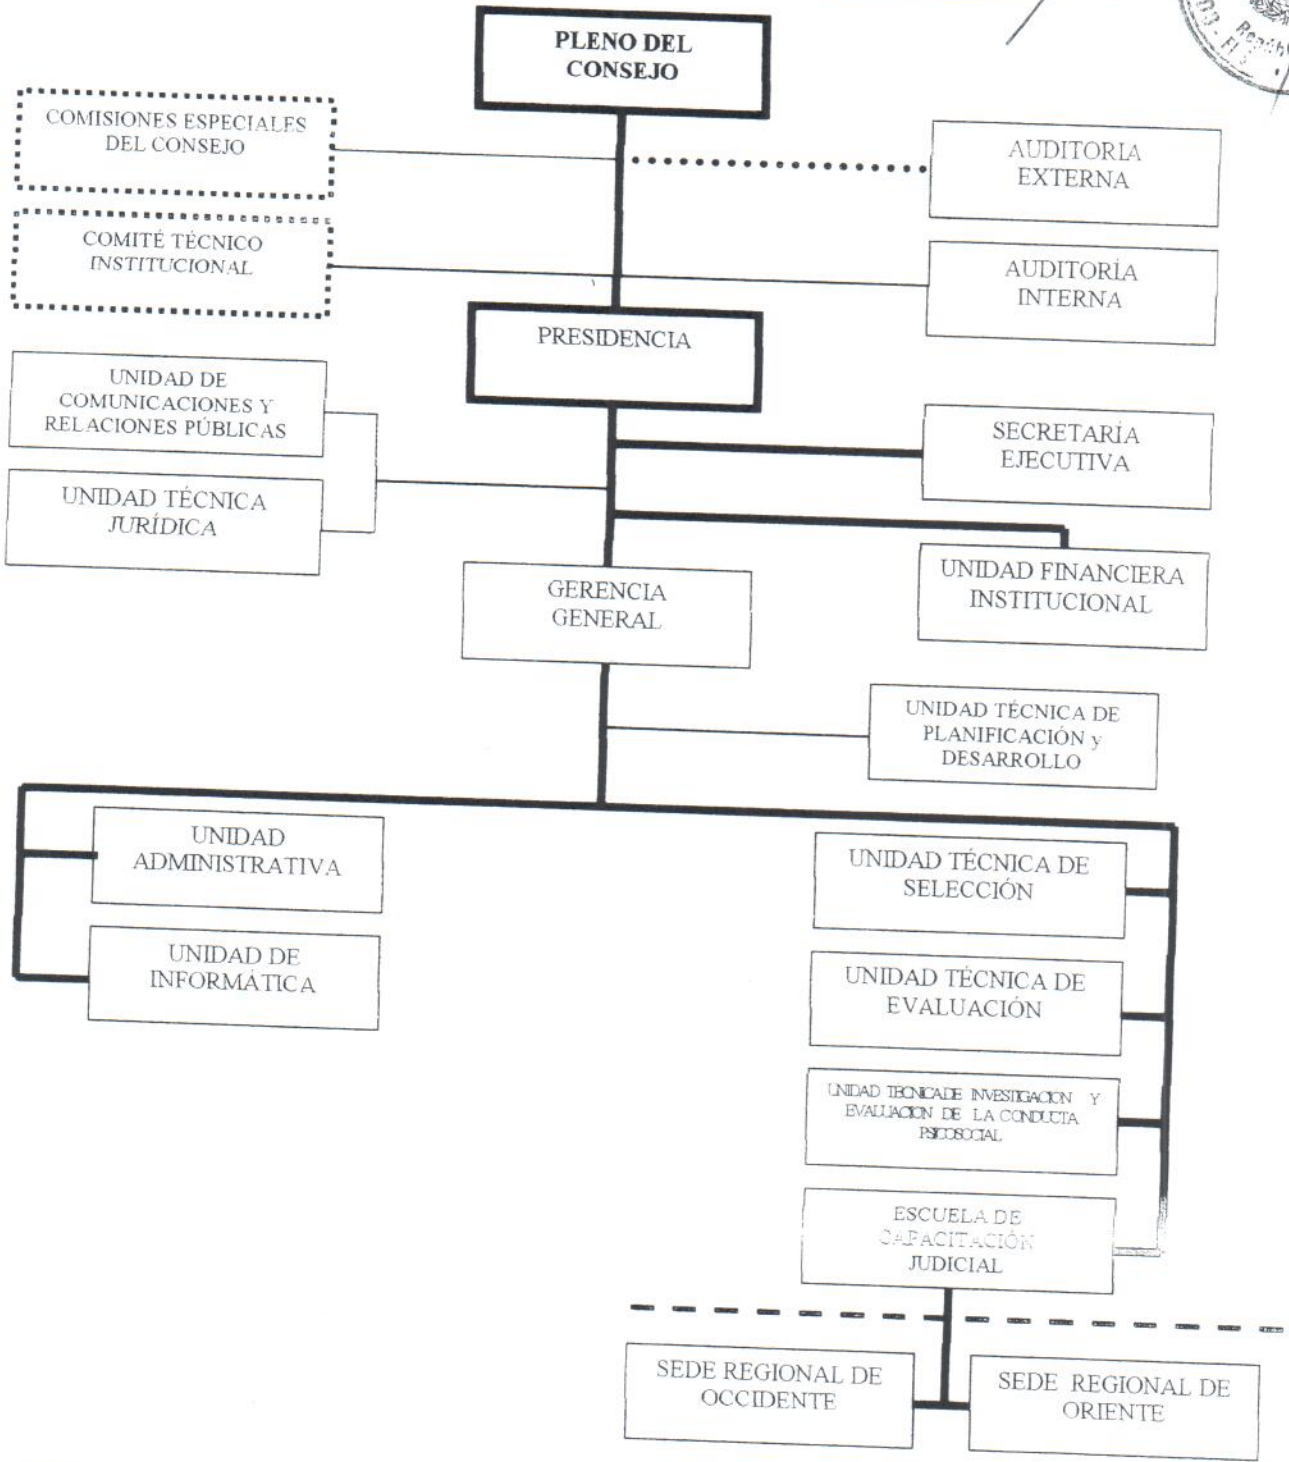 PLENO DEL
CONSEJO
COMISIONES ESPECIALES
DEL CONSEJO
AUDITORIA
EXTERNA
COMITÉ TÉCNICO
INSTITUCIONAL
AUDITORÍA
INTERNA
PRESIDENCIA
UNIDAD DE
COMUNICACIONES Y
RELACIONES PÚBLICAS
SECRETARÍA
EJECUTIVA
UNIDAD TÉCNICA
JURÍDICA
UNIDAD FINANCIERA
INSTITUCIONAL
GERENCIA
GENERAL
UNIDAD TÉCNICA DE
PLANIFICACIÓN y
DESARROLLO
UNIDAD
ADMINISTRATIVA
UNIDAD TÉCNICA DE
SELECCIÓN
UNIDAD DE
INFORMÁTICA
UNIDAD TÉCNICA DE
EVALUACIÓN
UNIDAD TECNICA DE INVESTIGACION Y
EVALUACION DE LA CONDUCTA
PSICOSOCIAL
ESCUELA DE
CAPACITACIÓN
JUDICIAL
SEDE REGIONAL DE
OCCIDENTE
SEDE REGIONAL DE
ORIENTE